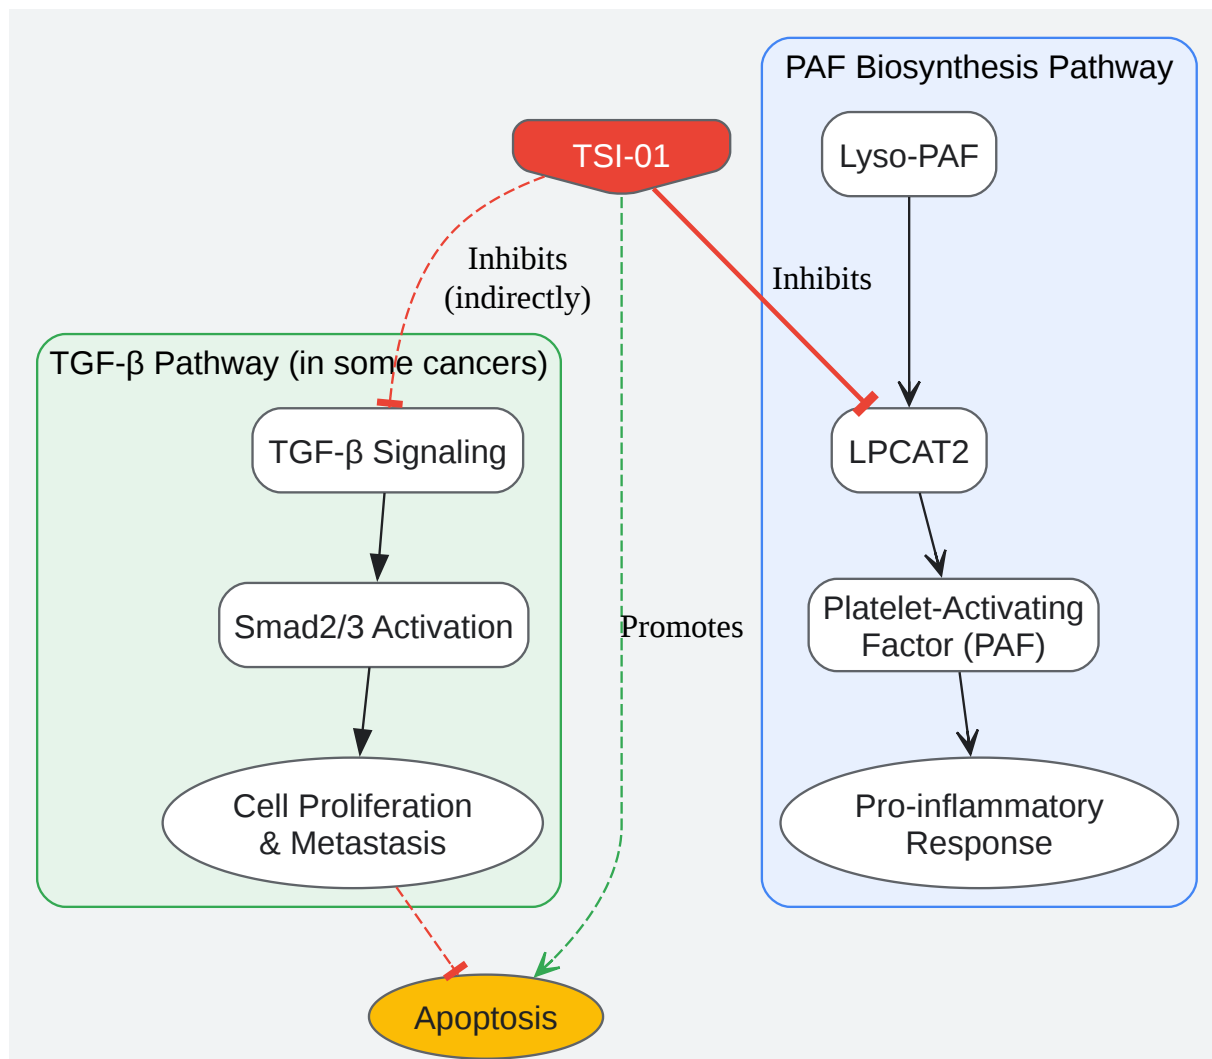 PAF Biosynthesis Pathway
TSI-01
Lyso-PAF
Inhibits
(indirectly)
Inhibits
TGF-β Pathway (in some cancers)
TGF-β Signaling
LPCAT2
Smad2/3 Activation
Promotes
Platelet-Activating
Factor (PAF)
Cell Proliferation
& Metastasis
Pro-inflammatory
Response
Apoptosis